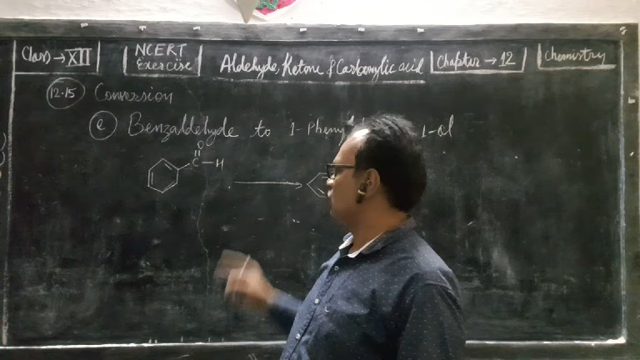 Class → XII
NCERT
Exercise
Aldehyde, Ketone & Carboxylic acid
Chapter → 12
Chemistry
12.15 Conversion
e Benzaldehyde to 1-Pheny 1-ol
O
C H